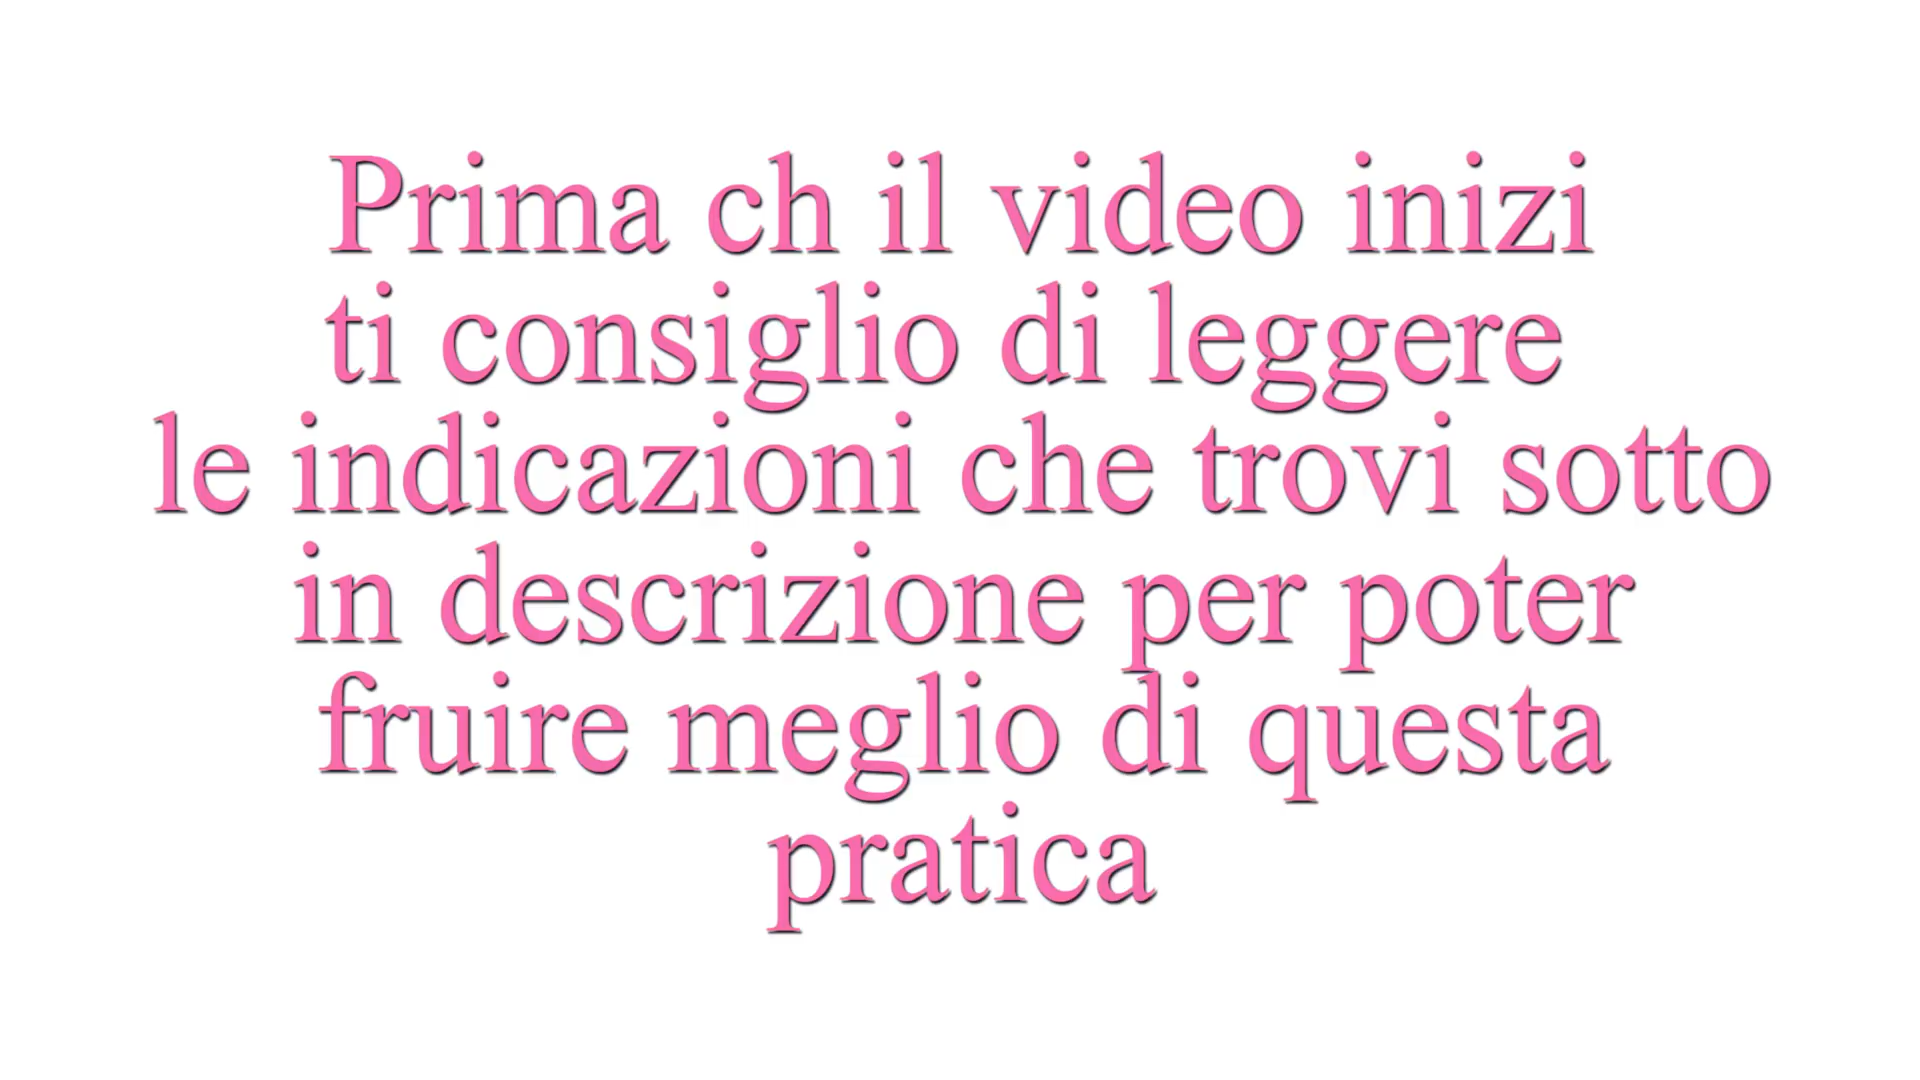 Prima ch il video inizi
ti consiglio di leggere
le indicazioni che trovi sotto
in descrizione per poter
fruire meglio di questa
pratica